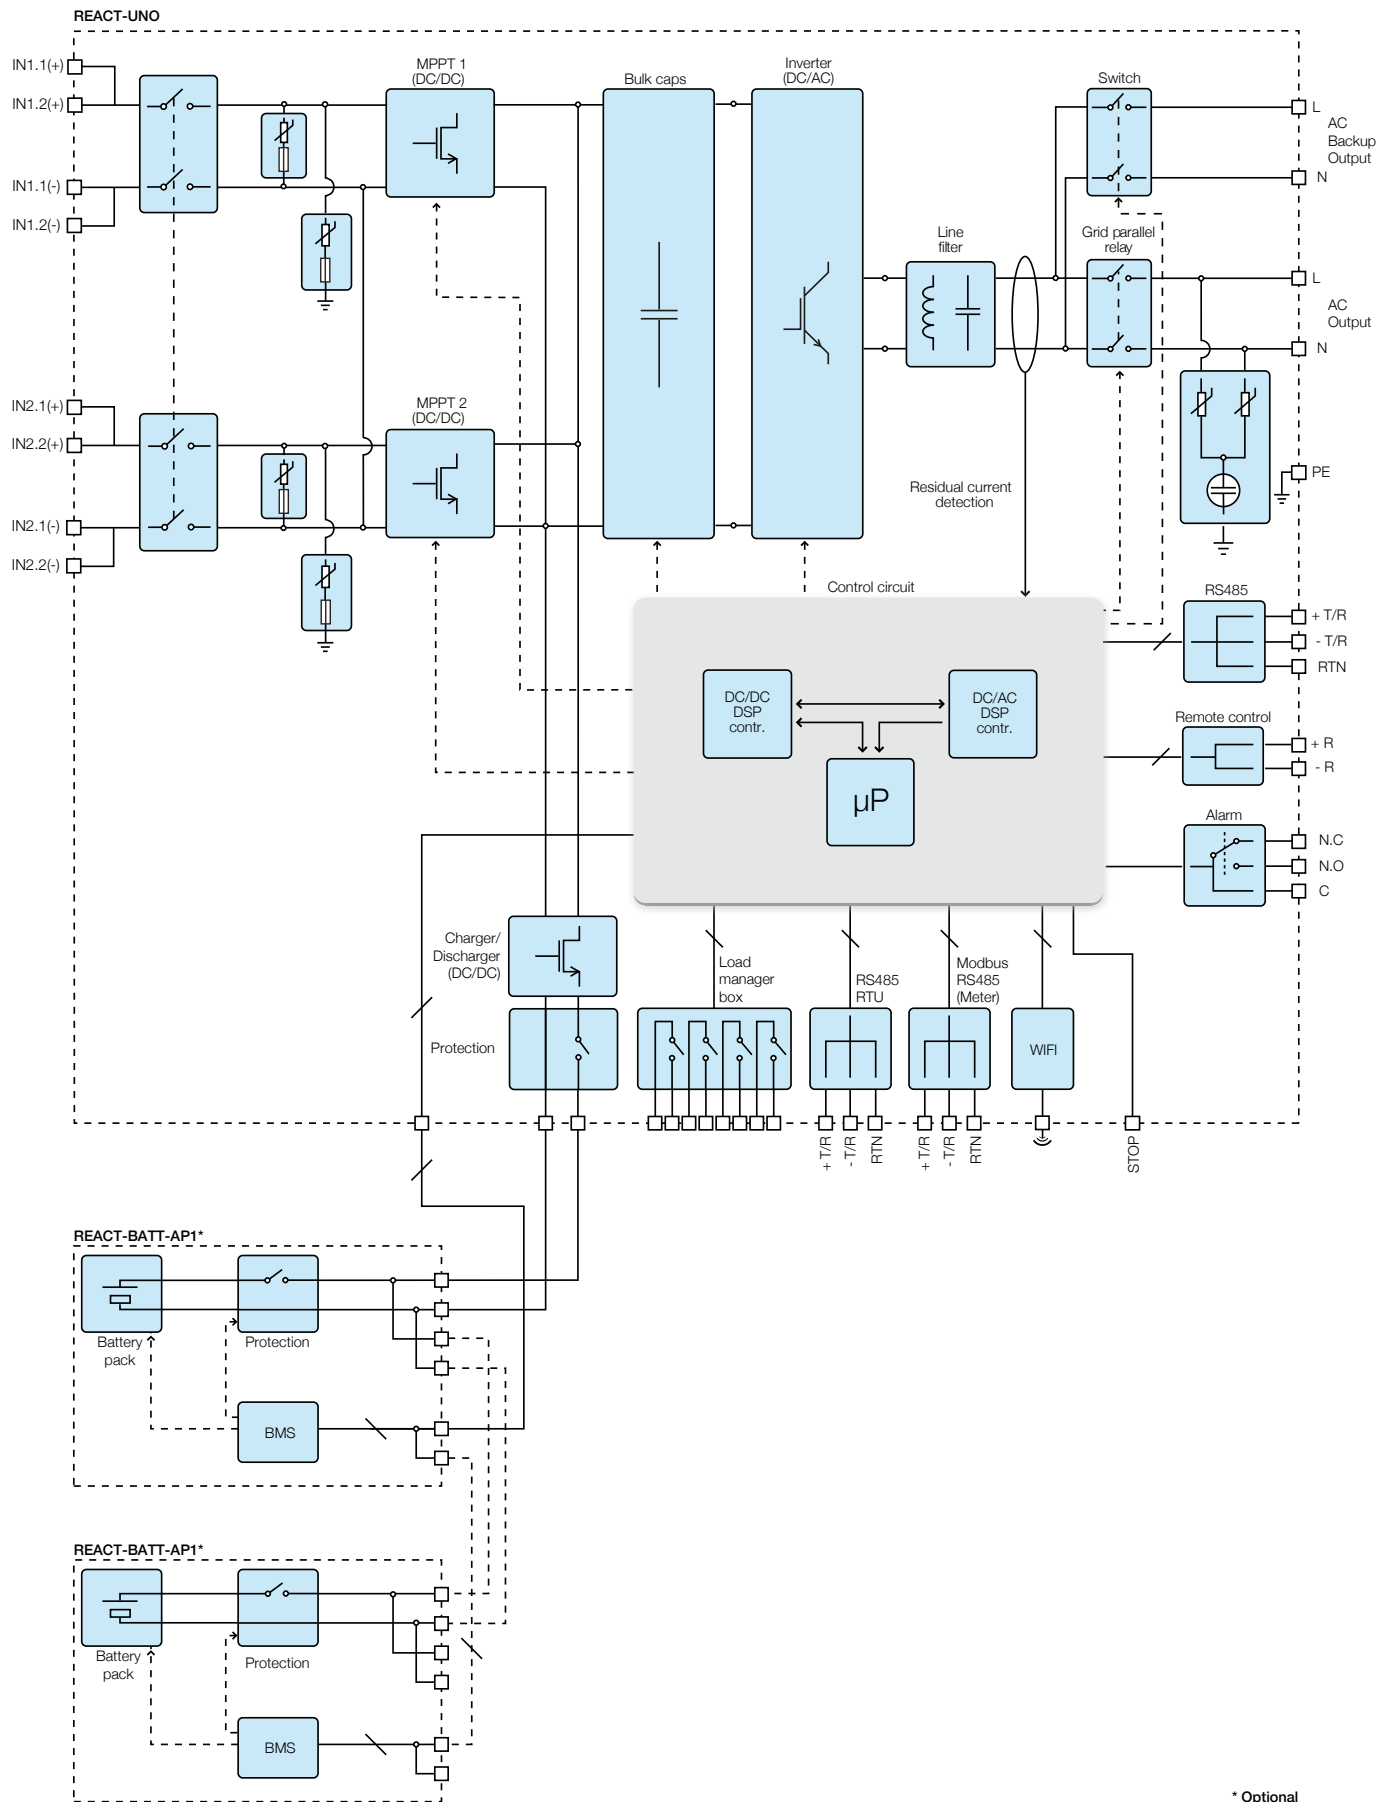 REACT-UNO
IN1.1(+)
IN1.2(+)
IN1.1(-)
IN1.2(-)
MPPT 1
(DC/DC)
Bulk caps
Inverter
(DC/AC)
Switch
L
AC
Backup
Output
N
Line
filter
Grid parallel
relay
L
AC
Output
N
IN2.1(+)
IN2.2(+)
IN2.1(-)
IN2.2(-)
MPPT 2
(DC/DC)
PE
Residual current
detection
Control circuit
RS485
+ T/R
- T/R
RTN
DC/DC
DSP
contr.
DC/AC
DSP
contr.
µP
Remote control
+ R
- R
Alarm
N.C
N.O
C
Charger/
Discharger
(DC/DC)
Protection
Load
manager
box
RS485
RTU
Modbus
RS485
(Meter)
WIFI
+ T/R
- T/R
RTN
+ T/R
- T/R
RTN
STOP
REACT-BATT-AP1*
Battery
pack
Protection
BMS
REACT-BATT-AP1*
Battery
pack
Protection
BMS
* Optional